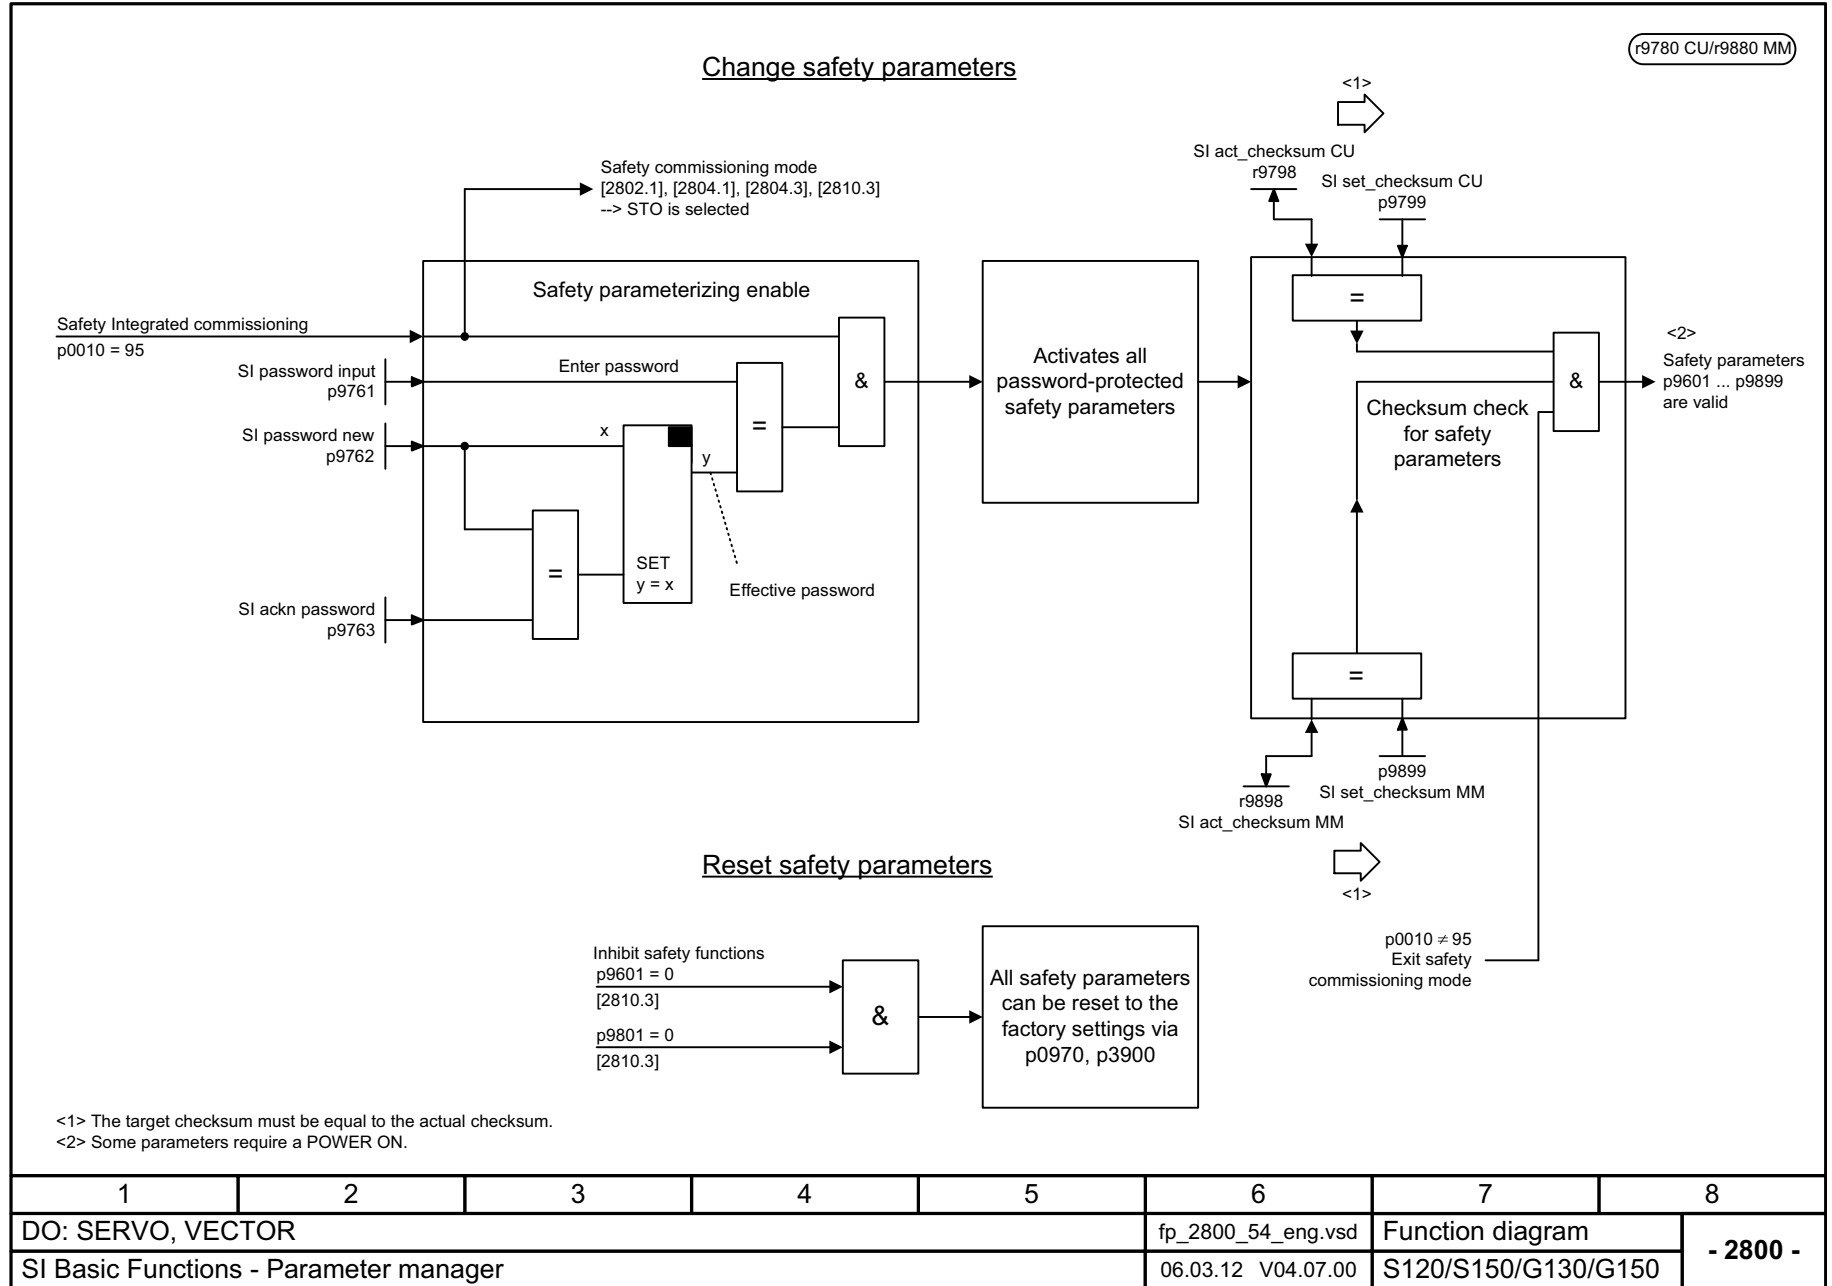 r9780 CU/r9880 MM
Change safety parameters
<1>
SI act_checksum CU
r9798
SI set_checksum CU
p9799
Safety commissioning mode
[2802.1], [2804.1], [2804.3], [2810.3]
--> STO is selected
Safety parameterizing enable
Safety Integrated commissioning
p0010 = 95
SI password input
p9761
Enter password
SI password new
p9762
x
y
=
&
=
SET
y = x
Effective password
SI ackn password
p9763
Activates all
password-protected
safety parameters
=
&
Checksum check
for safety
parameters
<2>
Safety parameters
p9601 ... p9899
are valid
=
p9899
SI set_checksum MM
r9898
SI act_checksum MM
<1>
p0010 ≠ 95
Exit safety
commissioning mode
Reset safety parameters
Inhibit safety functions
p9601 = 0
[2810.3]
p9801 = 0
[2810.3]
&
All safety parameters
can be reset to the
factory settings via
p0970, p3900
<1> The target checksum must be equal to the actual checksum.
<2> Some parameters require a POWER ON.
1 2 3 4 5 6 7 8
DO: SERVO, VECTOR
fp_2800_54_eng.vsd
Function diagram
- 2800 -
SI Basic Functions - Parameter manager
06.03.12 V04.07.00
S120/S150/G130/G150